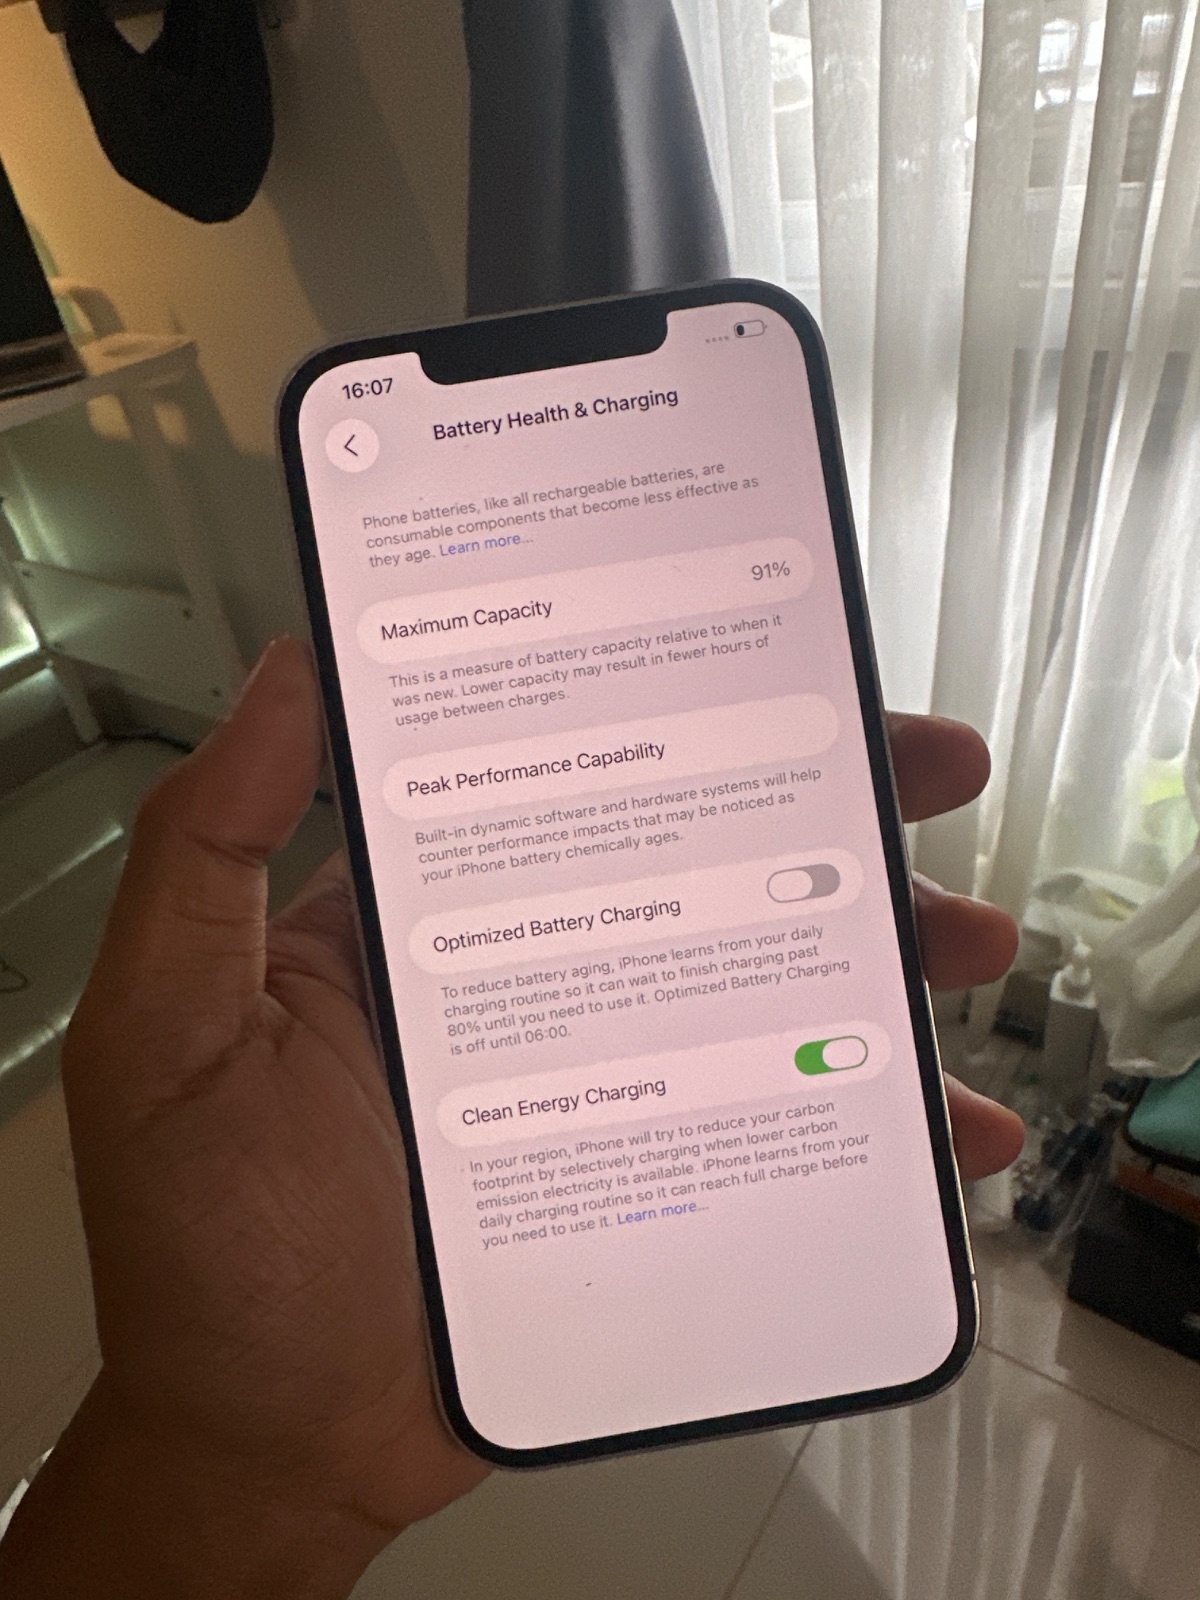 16:07
Battery Health & Charging
Phone batteries, like all rechargeable batteries, are
consumable components that become less effective as
they age. Learn more...
Maximum Capacity 91%
This is a measure of battery capacity relative to when it
was new. Lower capacity may result in fewer hours of
usage between charges.
Peak Performance Capability
Built-in dynamic software and hardware systems will help
counter performance impacts that may be noticed as
your iPhone battery chemically ages.
Optimized Battery Charging
To reduce battery aging, iPhone learns from your daily
charging routine so it can wait to finish charging past
80% until you need to use it. Optimized Battery Charging
is off until 06:00.
Clean Energy Charging
In your region, iPhone will try to reduce your carbon
footprint by selectively charging when lower carbon
emission electricity is available. iPhone learns from your
daily charging routine so it can reach full charge before
you need to use it. Learn more...